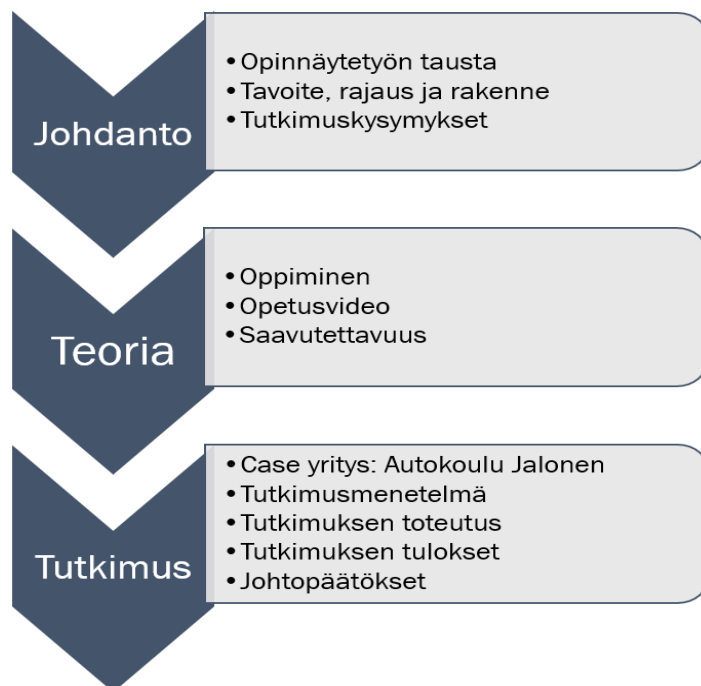 Johdanto
• Opinnäytetyön tausta
• Tavoite, rajaus ja rakenne
• Tutkimuskysymykset
Teoria
• Oppiminen
• Opetusvideo
• Saavutettavuus
Tutkimus
• Case yritys: Autokoulu Jalonen
• Tutkimusmenetelmä
• Tutkimuksen toteutus
• Tutkimuksen tulokset
• Johtopäätökset